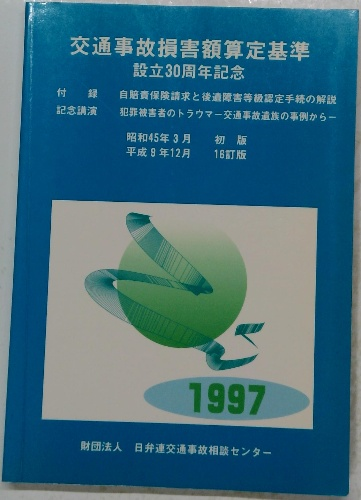 交通事故損害額算定基準
設立30周年記念
付 録 自賠責保険請求と後遺障害等級認定手続の解説
記念講演 犯罪被害者のトラウマー交通事故遺族の事例からー
昭和45年3月 初 版
平成9年12月 16訂版
1997
財団法人 日弁連交通事故相談センター